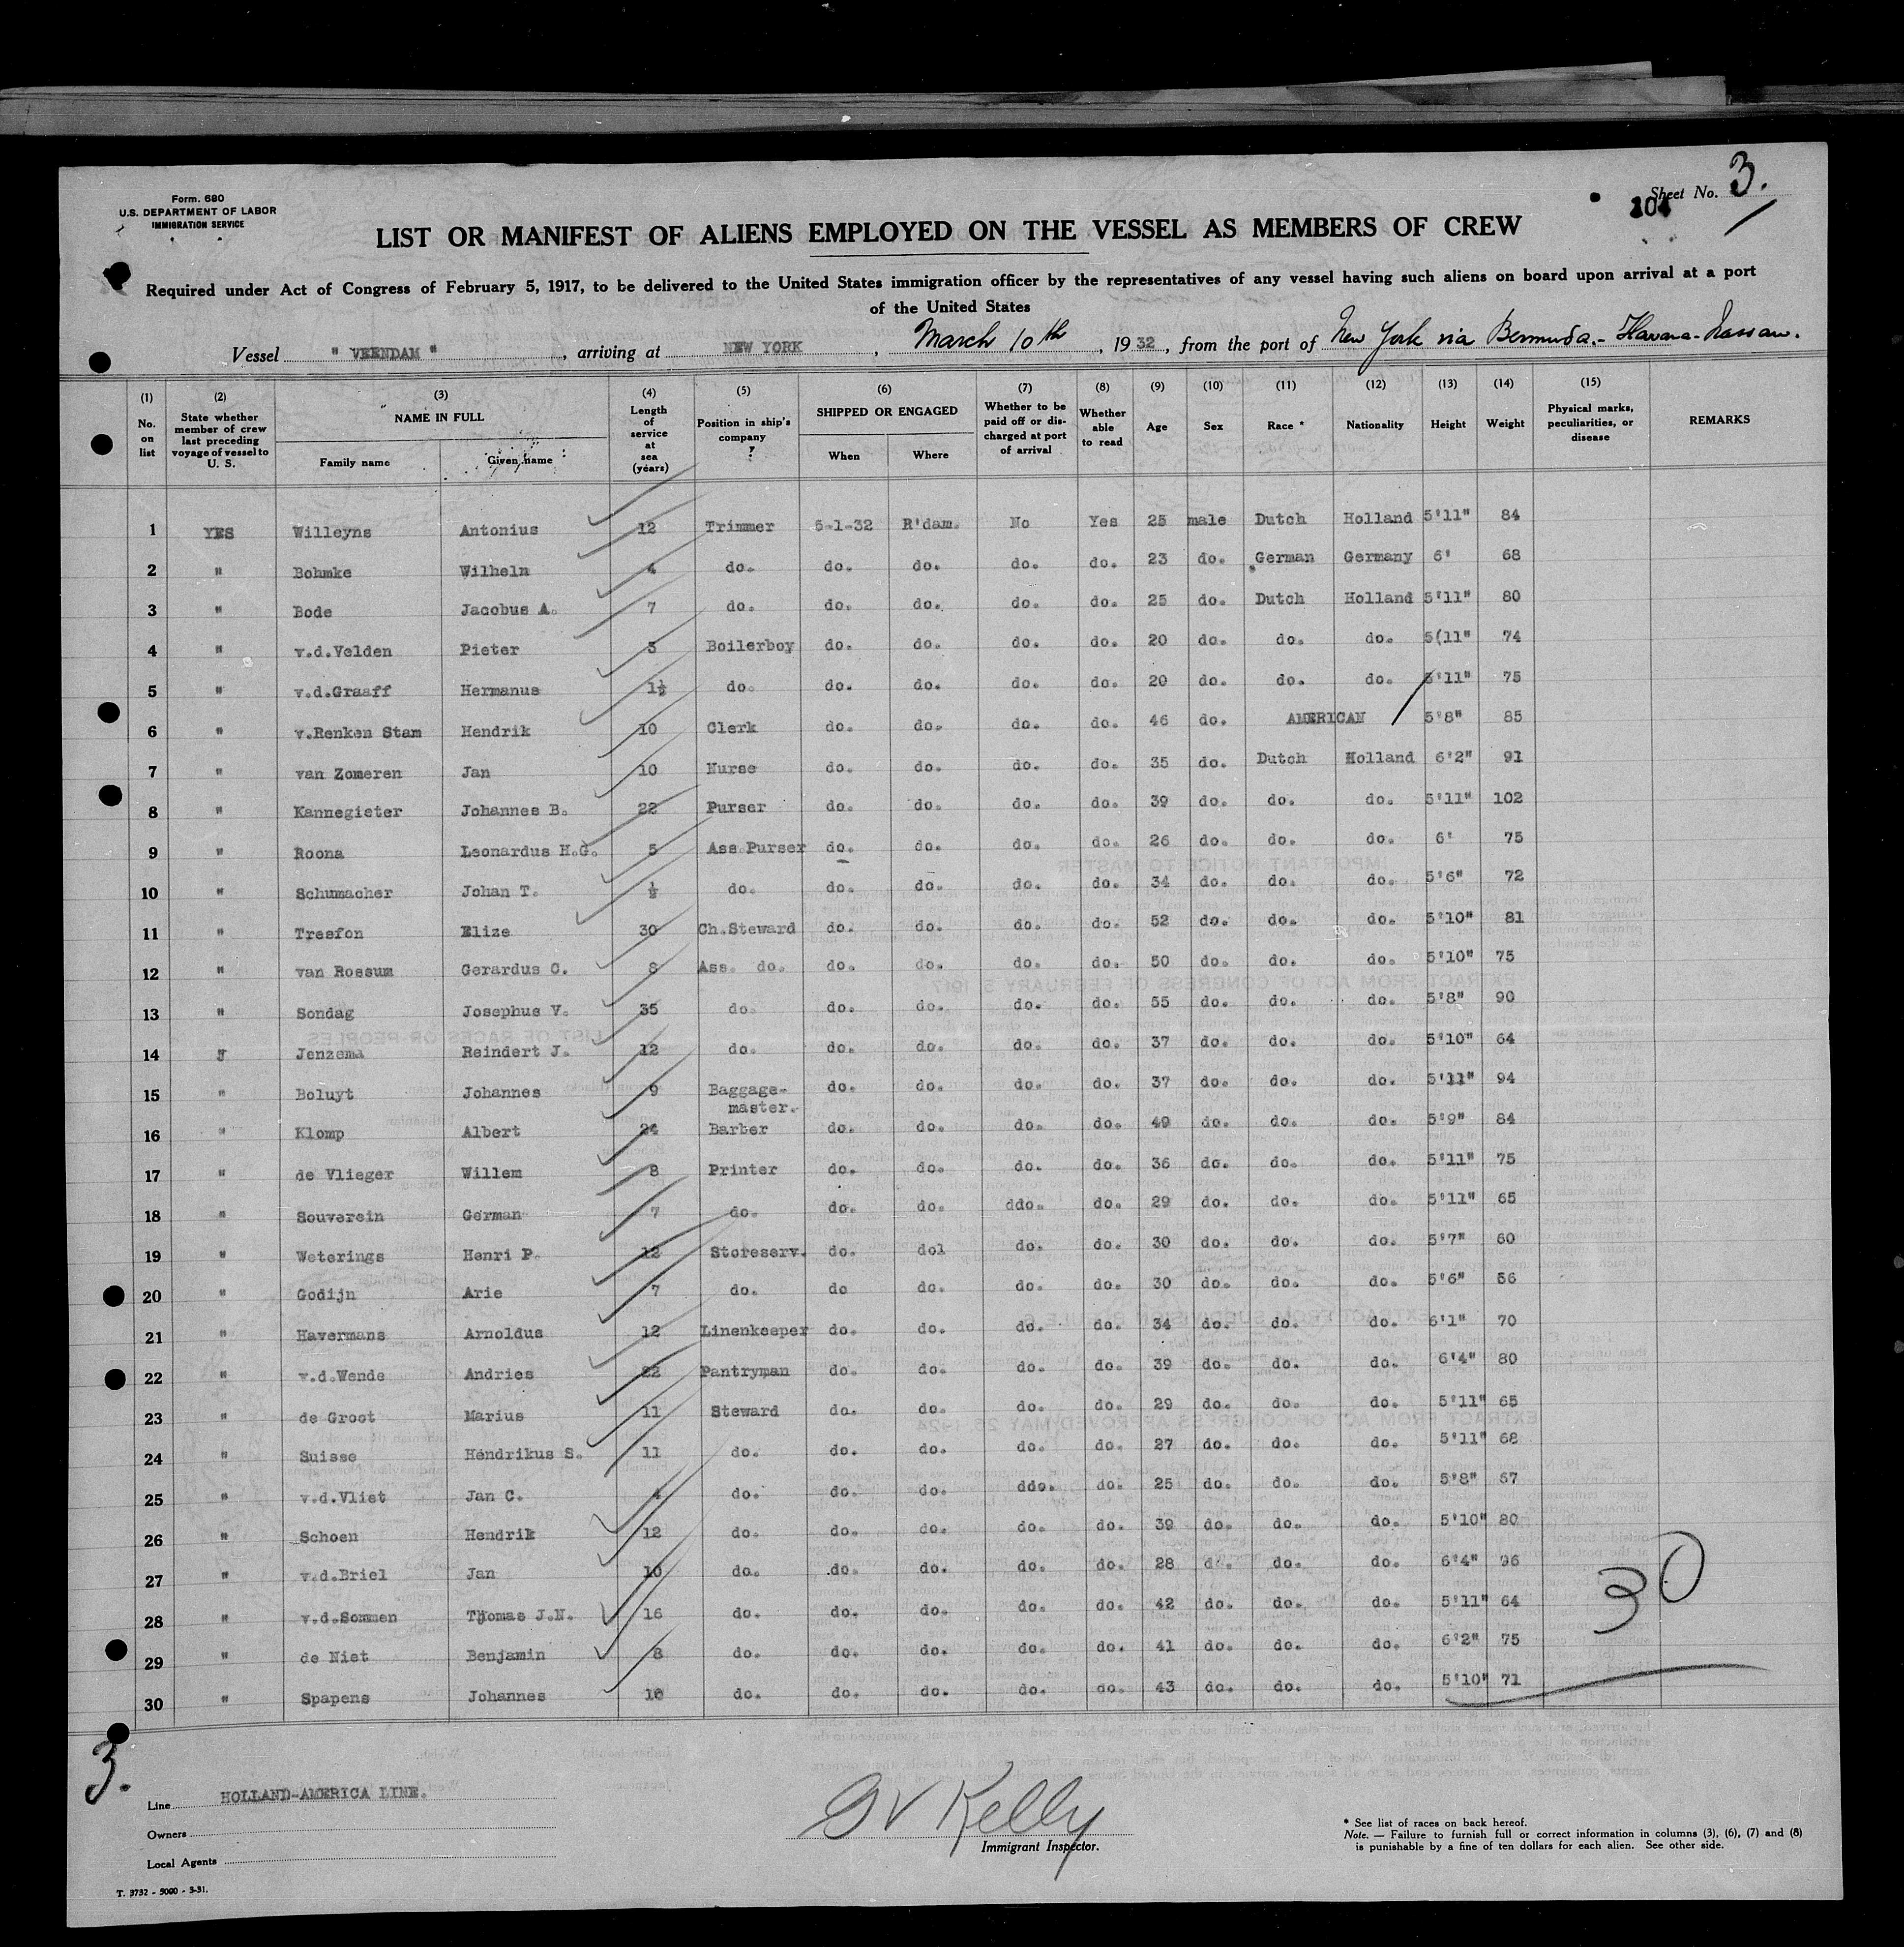 Form. 680
U.S. DEPARTMENT OF LABOR
IMMIGRATION SERVICE
Sheet No. 3.
LIST OR MANIFEST OF ALIENS EMPLOYED ON THE VESSEL AS MEMBERS OF CREW
Required under Act of Congress of February 5, 1917, to be delivered to the United States immigration officer by the representatives of any vessel having such aliens on board upon arrival at a port
of the United States
Vessel " VEENDAM ", arriving at NEW YORK, March 10th, 1932, from the port of New York via Bermuda.- Havana-Nassau.
(1) (2) (3) (4) (5) (6) (7) (8) (9) (10) (11) (12) (13) (14) (15)
No. on list State whether member of crew last preceding voyage of vessel to U. S. NAME IN FULL Family name Given name Length of service at sea (years) Position in ship's company SHIPPED OR ENGAGED When Where Whether to be paid off or discharged at port of arrival Whether able to read Age Sex Race * Nationality Height Weight Physical marks, peculiarities, or disease REMARKS
1 YES Willeyns Antonius 12 Trimmer 5-1-32 R'dam. No Yes 25 male Dutch Holland 5'11" 84
2 " Bohmke Wilheln 4 do. do. do. do. do. 23 do. German Germany 6' 68
3 " Bode Jacobus A. 7 do. do. do. do. do. 25 do. Dutch Holland 5'11" 80
4 " v.d.Velden Pieter 3 Boilerboy do. do. do. do. 20 do. do. do. 5(11" 74
5 " v.d.Graaff Hermanus 1½ do. do. do. do. do. 20 do. do. do. 5'11" 75
6 " v.Renken Stam Hendrik 10 Clerk do. do. do. do. 46 do. AMERICAN 5'8" 85
7 " van Zomeren Jan 10 Nurse do. do. do. do. 35 do. Dutch Holland 6'2" 91
8 " Kannegieter Johannes B. 22 Purser do. do. do. do. 39 do. do. do. 5'11" 102
9 " Roona Leonardus H.G. 5 Ass.Purser do. do. do. do. 26 do. do. do. 6' 75
10 " Schumacher Johan T. ½ do. do. do. do. do. 34 do. do. do. 5'6" 72
11 " Tresfon Elize 30 Ch.Steward do. do. do. do. 52 do. do. do. 5'10" 81
12 " van Rossum Gerardus C. 8 Ass. do. do. do. do. do. 50 do. do. do. 5'10" 75
13 " Sondag Josephus V. 35 do. do. do. do. do. 55 do. do. do. 5'8" 90
14 " Jenzema Reindert J. 12 do. do. do. do. do. 37 do. do. do. 5'10" 64
15 " Boluyt Johannes 9 Baggage- do. do. do. do. 37 do. do. do. 5'11" 94
master.
16 " Klomp Albert 24 Barber do. do. do. do. 49 do. do. do. 5'9" 84
17 " de Vlieger Willem 8 Printer do. do. do. do. 36 do. do. do. 5'11" 75
18 " Souverein German 7 do. do. do. ddo. do. 29 do. do. do. 5'11" 65
19 " Weterings Henri P. 12 Storeserv. do. dol do. do. 30 do. do. do. 5'7" 60
20 " Godijn Arie 7 do. do do. do. do. 30 do. do. do. 5'6" 56
21 " Havermans Arnoldus 12 Linenkeeper do. do. do. do. 34 do. do. do. 6'1" 70
22 " v.d.Wende Andries 22 Pantryman do. do. do. do. 39 do. do. do. 6'4" 80
23 " de Groot Marius 11 Steward do. do. do. do. 29 do. do. do. 5'11" 65
24 " Suisse Hendrikus S. 11 do. do. do. do. do. 27 do. do. do. 5'11" 68
25 " v.d.Vliet Jan C. 4 do. do. do. ddo. do. 25 do. do. do. 5'8" 67
26 " Schoen Hendrik 12 do. do. do. do. do. 39 do. do. do. 5'10" 80
27 " v.d.Briel Jan 10 do. do. do. do. do. 28 do. do. do. 6'4" 96
28 " v.d.Sommen Thomas J.N. 16 do. do. do. do. do. 42 do. do. do. 5'11" 64
29 " de Niet Benjamin 8 do. do. do. do. do. 41 do. do. do. 6'2" 75
30 " Spapens Johannes do. do. do. do. do. 43 do. do. do. 5'10" 71
30
3.
Line HOLLAND-AMERICA LINE.
Owners
Local Agents
T. 3732 - 5000 - 3-31.
GV Kelly
Immigrant Inspector.
* See list of races on back hereof.
Note. — Failure to furnish full or correct information in columns (3), (6), (7) and (8)
is punishable by a fine of ten dollars for each alien. See other side.